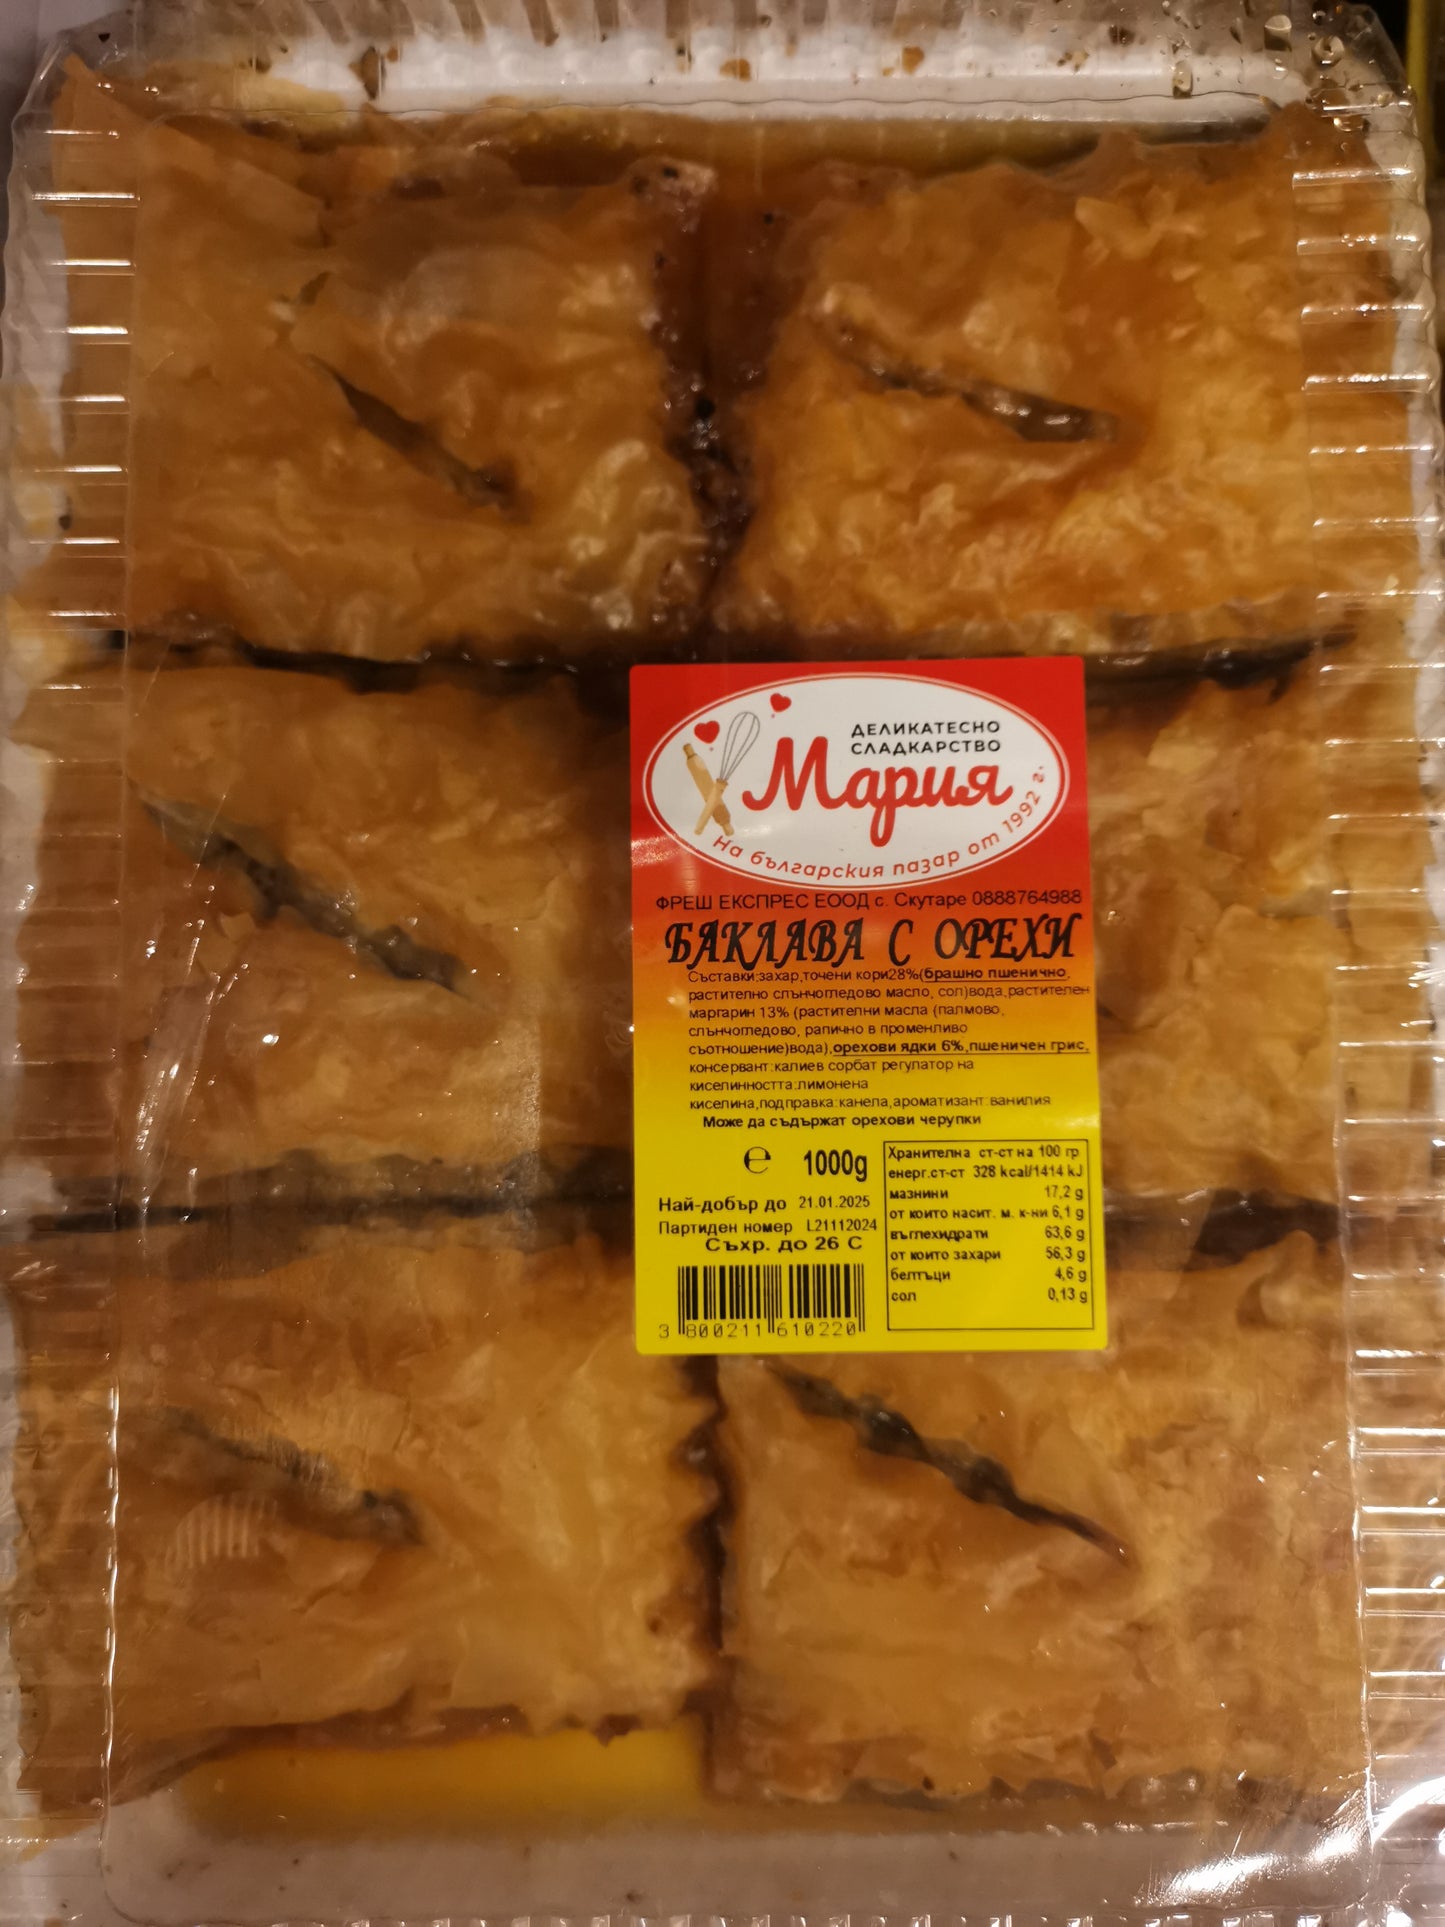 ДЕЛИКАТЕСНО
СЛАДКАРСТВО
Мария
На българския пазар от 1992 г.
ФРЕШ ЕКСПРЕС ЕООД с. Скутаре 0888764988
БАКЛАВА С ОРЕХИ
Съставки:захар,точени кори28%(брашно пшенично,
растително слънчогледово масло, сол)вода,растителен
маргарин 13% (растителни масла (палмово,
слънчогледово, рапично в променливо
съотношение)вода),орехови ядки 6%,пшеничен грис,
консервант:калиев сорбат регулатор на
киселинността:лимонена
киселина,подправка:канела,ароматизант:ванилия
Може да съдържат орехови черупки
℮ 1000g
Най-добър до 21.01.2025
Партиден номер L21112024
Съхр. до 26 С
3 800211 610220
Хранителна ст-ст на 100 гр
енерг.ст-ст 328 kcal/1414 kJ
мазнини 17,2 g
от които насит. м. к-ни 6,1 g
въглехидрати 63,6 g
от които захари 56,3 g
белтъци 4,6 g
сол 0,13 g